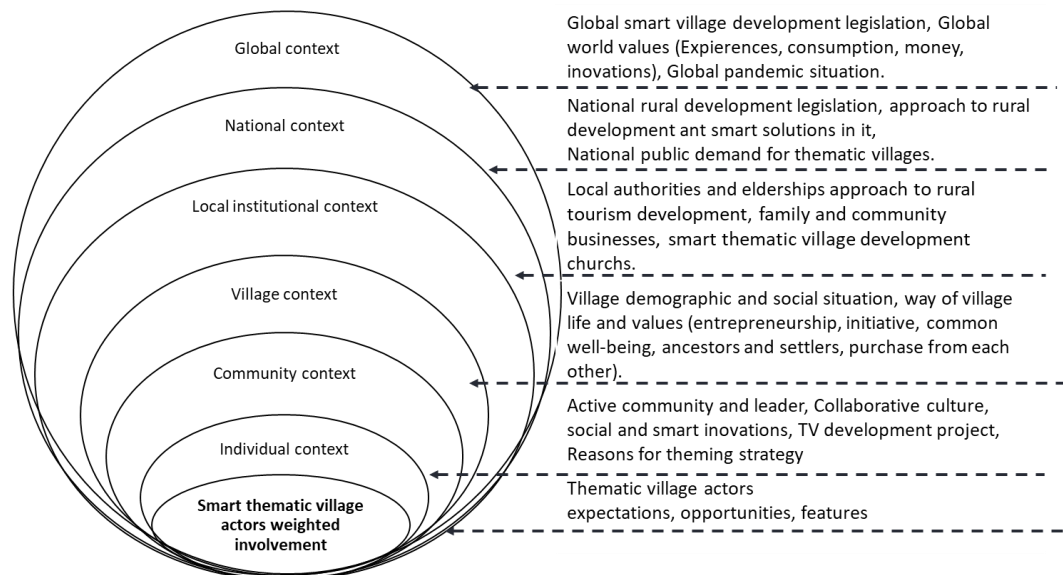 Global context
National context
Local institutional context
Village context
Community context
Individual context
Smart thematic village
actors weighted
involvement
Global smart village development legislation, Global
world values (Expierences, consumption, money,
inovations), Global pandemic situation.
National rural development legislation, approach to rural
development ant smart solutions in it,
National public demand for thematic villages.
Local authorities and elderships approach to rural
tourism development, family and community
businesses, smart thematic village development
churchs.
Village demographic and social situation, way of village
life and values (entrepreneurship, initiative, common
well-being, ancestors and settlers, purchase from each
other).
Active community and leader, Collaborative culture,
social and smart inovations, TV development project,
Reasons for theming strategy
Thematic village actors
expectations, opportunities, features